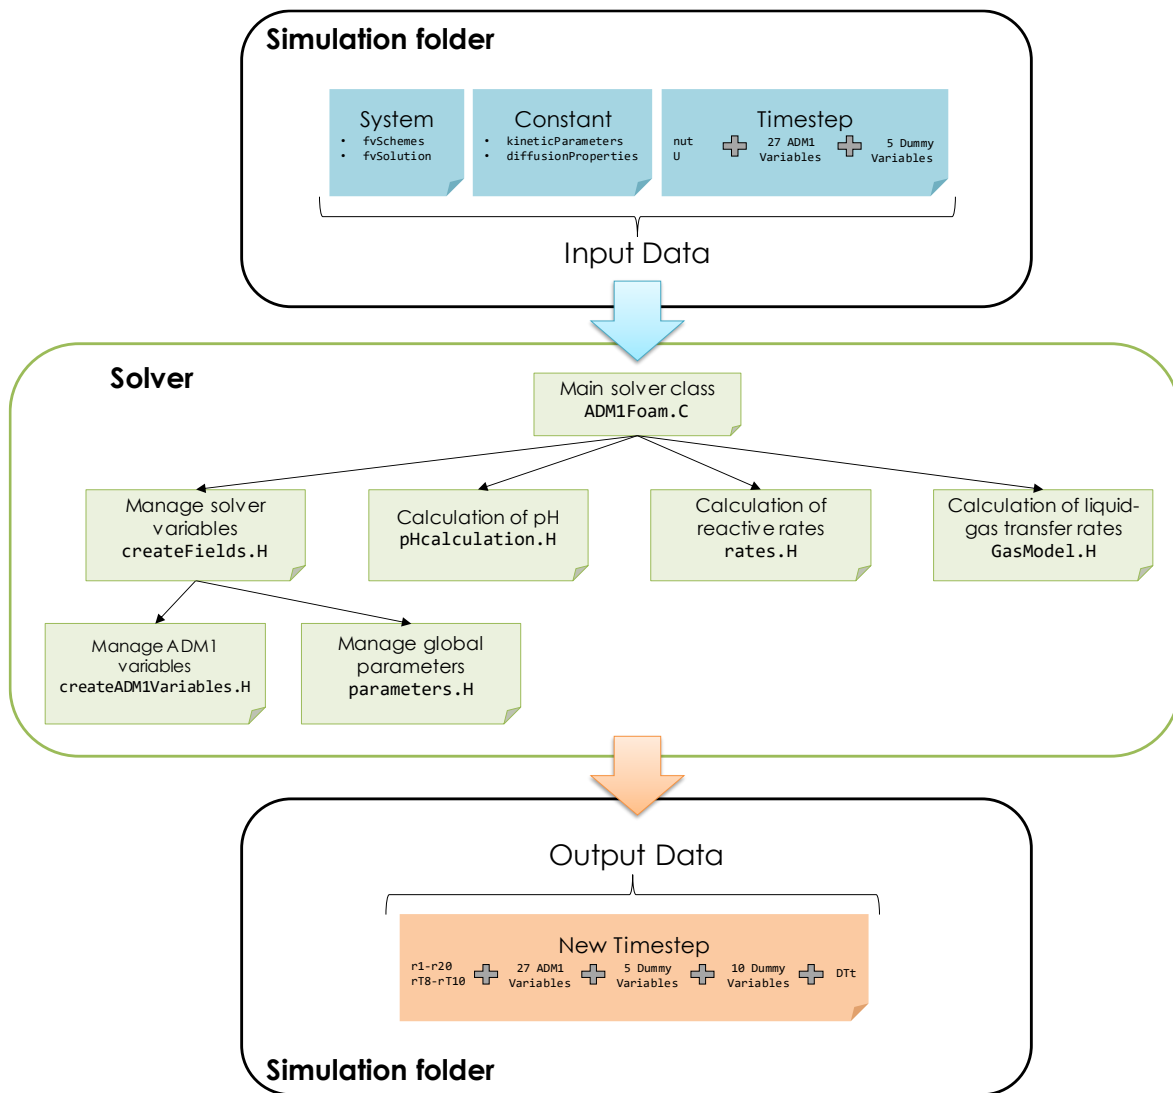 Simulation folder
System
• fvSchemes
• fvSolution
Constant
• kineticParameters
• diffusionProperties
Timestep
nut
U
27 ADM1
Variables
5 Dummy
Variables
Input Data
Solver
Main solver class
ADM1Foam.C
Manage solver
variables
createFields.H
Calculation of pH
pHcalculation.H
Calculation of
reactive rates
rates.H
Calculation of liquid-
gas transfer rates
GasModel.H
Manage ADM1
variables
createADM1Variables.H
Manage global
parameters
parameters.H
Output Data
New Timestep
r1-r20
rT8-rT10
27 ADM1
Variables
5 Dummy
Variables
10 Dummy
Variables
DTt
Simulation folder